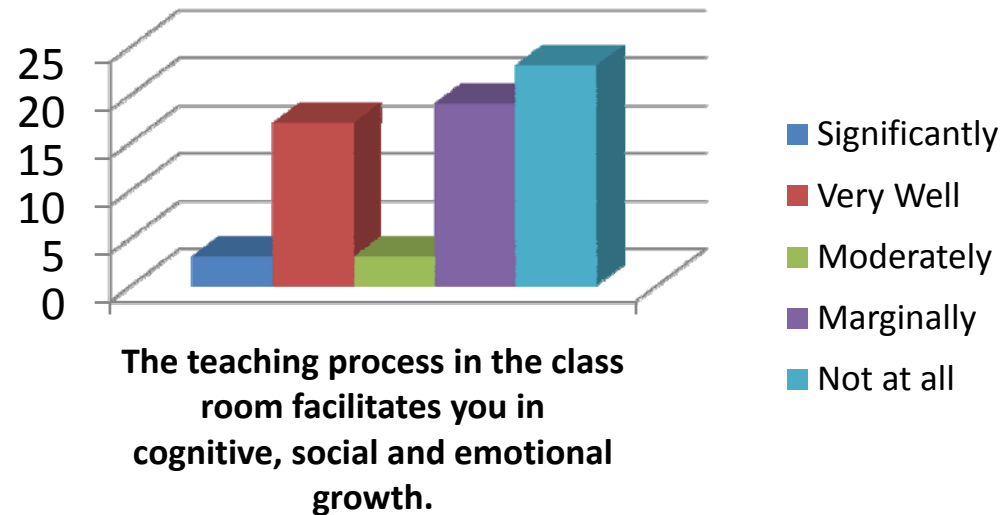 25
20
15
10
5
0
The teaching process in the class
room facilitates you in
cognitive, social and emotional
growth.
Significantly
Very Well
Moderately
Marginally
Not at all